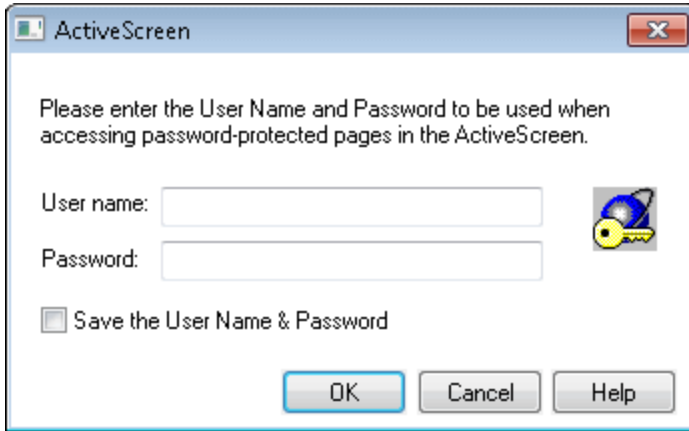 ActiveScreen
Please enter the User Name and Password to be used when
accessing password-protected pages in the ActiveScreen.
User name:
Password:
Save the User Name & Password
OK Cancel Help